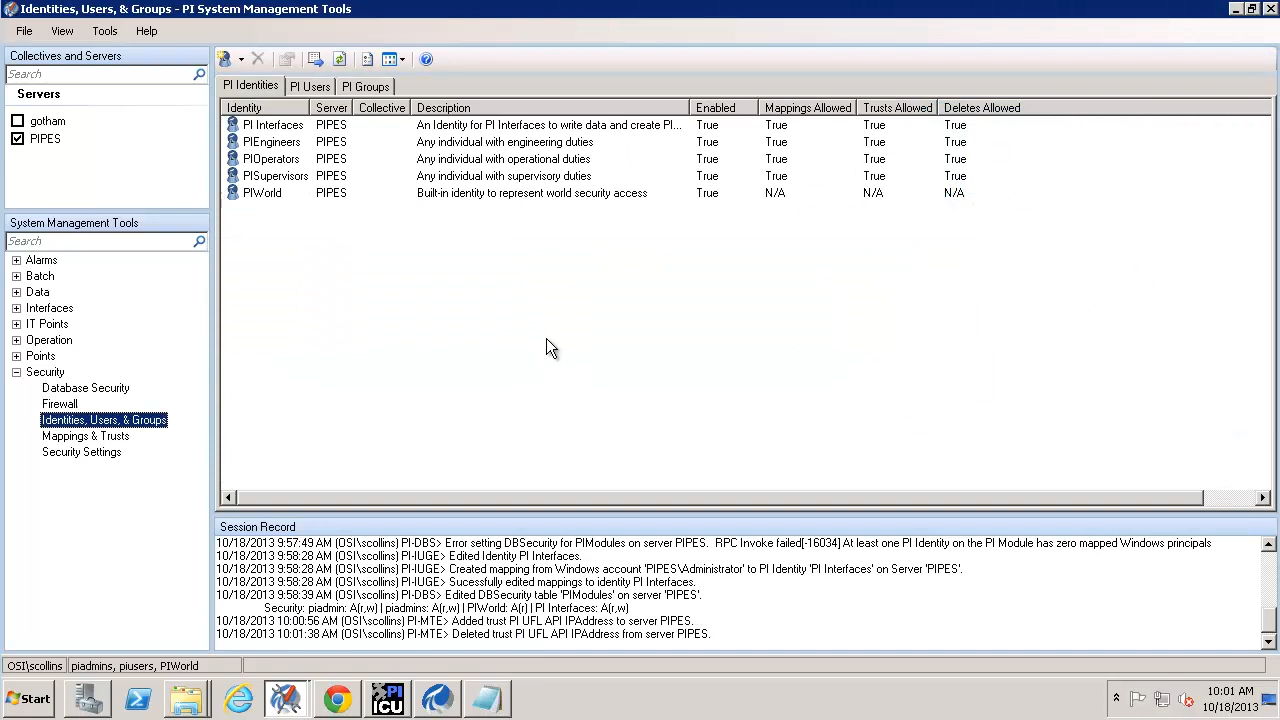 Identities, Users, & Groups - PI System Management Tools
File View Tools Help
Collectives and Servers
Search
Servers
gotham
PIPES
System Management Tools
Search
Alarms
Batch
Data
Interfaces
IT Points
Operation
Points
Security
Database Security
Firewall
Identities, Users, & Groups
Mappings & Trusts
Security Settings
PI Identities PI Users PI Groups
Identity Server Collective Description Enabled Mappings Allowed Trusts Allowed Deletes Allowed
PI Interfaces PIPES An Identity for PI Interfaces to write data and create PI... True True True True
PIEngineers PIPES Any individual with engineering duties True True True True
PIOperators PIPES Any individual with operational duties True True True True
PISupervisors PIPES Any individual with supervisory duties True True True True
PIWorld PIPES Built-in identity to represent world security access True N/A N/A N/A
Session Record
10/18/2013 9:57:49 AM (OSI\scollins) PI-DBS> Error setting DBSecurity for PIModules on server PIPES. RPC Invoke failed[-16034] At least one PI Identity on the PI Module has zero mapped Windows principals
10/18/2013 9:58:28 AM (OSI\scollins) PI-IUGE> Edited Identity PI Interfaces.
10/18/2013 9:58:28 AM (OSI\scollins) PI-IUGE> Created mapping from Windows account 'PIPES\Administrator' to PI Identity 'PI Interfaces' on Server 'PIPES'.
10/18/2013 9:58:28 AM (OSI\scollins) PI-IUGE> Sucessfully edited mappings to identity PI Interfaces.
10/18/2013 9:58:39 AM (OSI\scollins) PI-DBS> Edited DBSecurity table 'PIModules' on server 'PIPES'.
Security: piadmin: A(r,w) | piadmins: A(r,w) | PIWorld: A(r) | PI Interfaces: A(r,w)
10/18/2013 10:00:56 AM (OSI\scollins) PI-MTE> Added trust PI UFL API IPAddress to server PIPES.
10/18/2013 10:01:38 AM (OSI\scollins) PI-MTE> Deleted trust PI UFL API IPAddress from server PIPES.
OSI\scollins piadmins, piusers, PIWorld
Start
PI
ICU
10:01 AM
10/18/2013